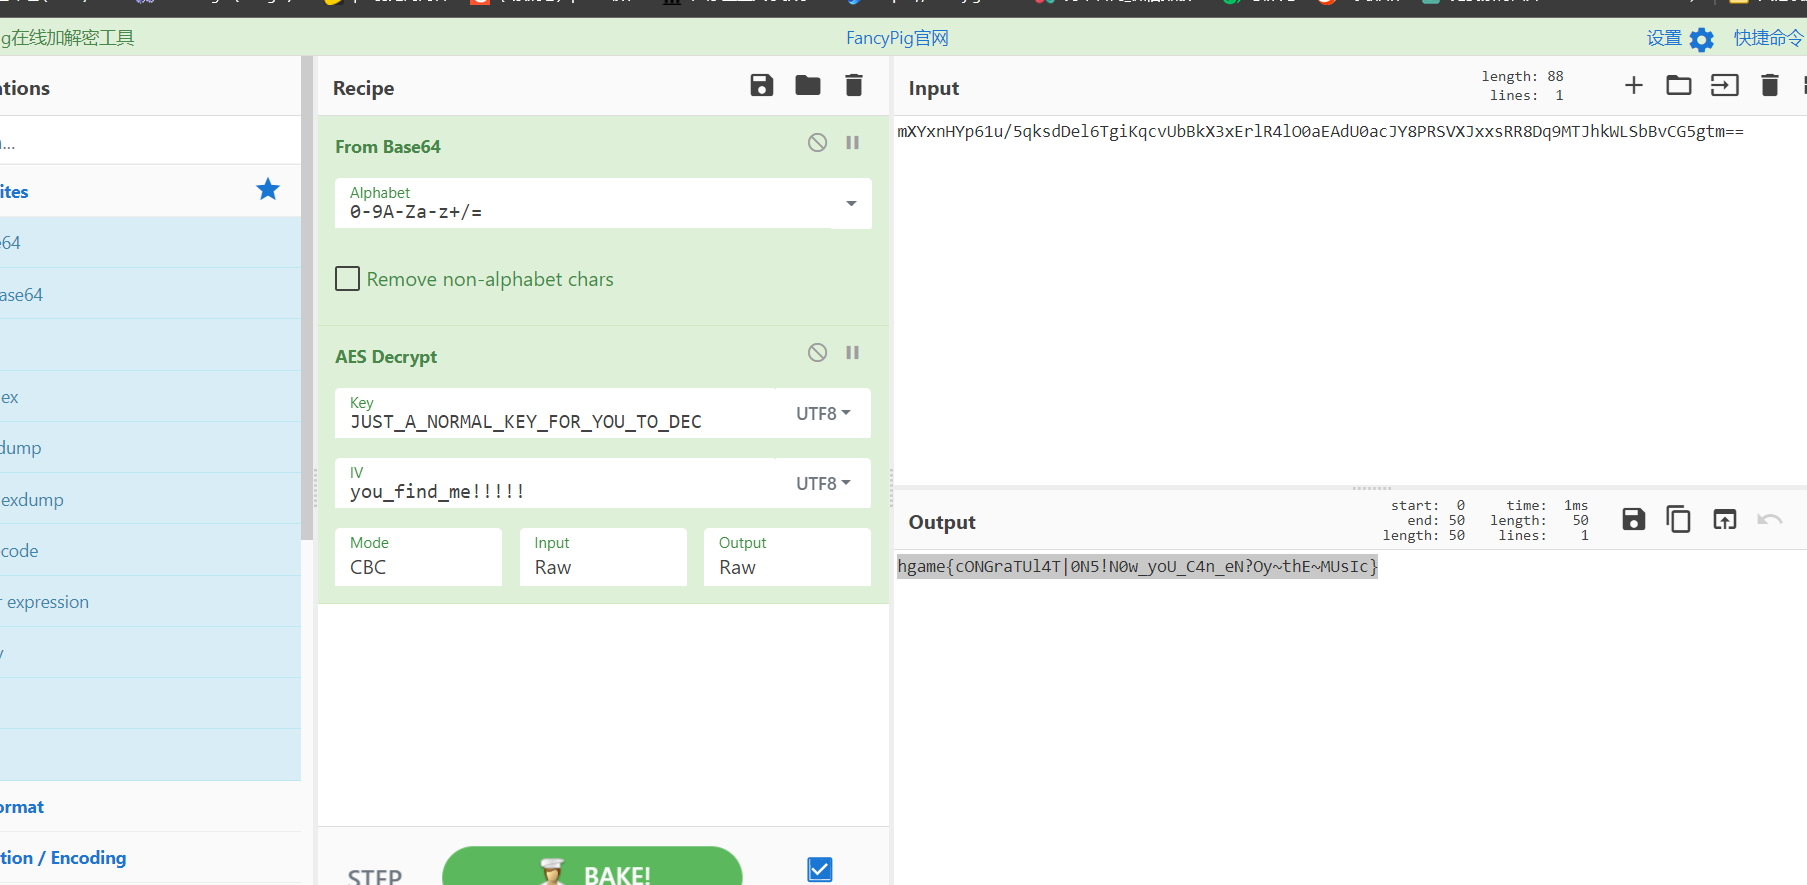 g在线加解密工具
FancyPig官网
设置
快捷命令
ations
...
ites
e64
ase64
ex
dump
exdump
code
r expression
y
ormat
tion / Encoding
Recipe
From Base64
Alphabet
0-9A-Za-z+/=
Remove non-alphabet chars
AES Decrypt
Key
JUST_A_NORMAL_KEY_FOR_YOU_TO_DEC
UTF8
IV
you_find_me!!!!!
UTF8
Mode
CBC
Input
Raw
Output
Raw
STEP
BAKE!
Input
length: 88
lines: 1
mXYxnHYp61u/5qksdDel6TgiKqcvUbBkX3xErlR4lO0aEAdU0acJY8PRSVXJxxsRR8Dq9MTJhkWLSbBvCG5gtm==
Output
start: 0
end: 50
length: 50
time: 1ms
length: 50
lines: 1
hgame{cONGraTUl4T|0N5!N0w_yoU_C4n_eN?Oy~thE~MUsIc}